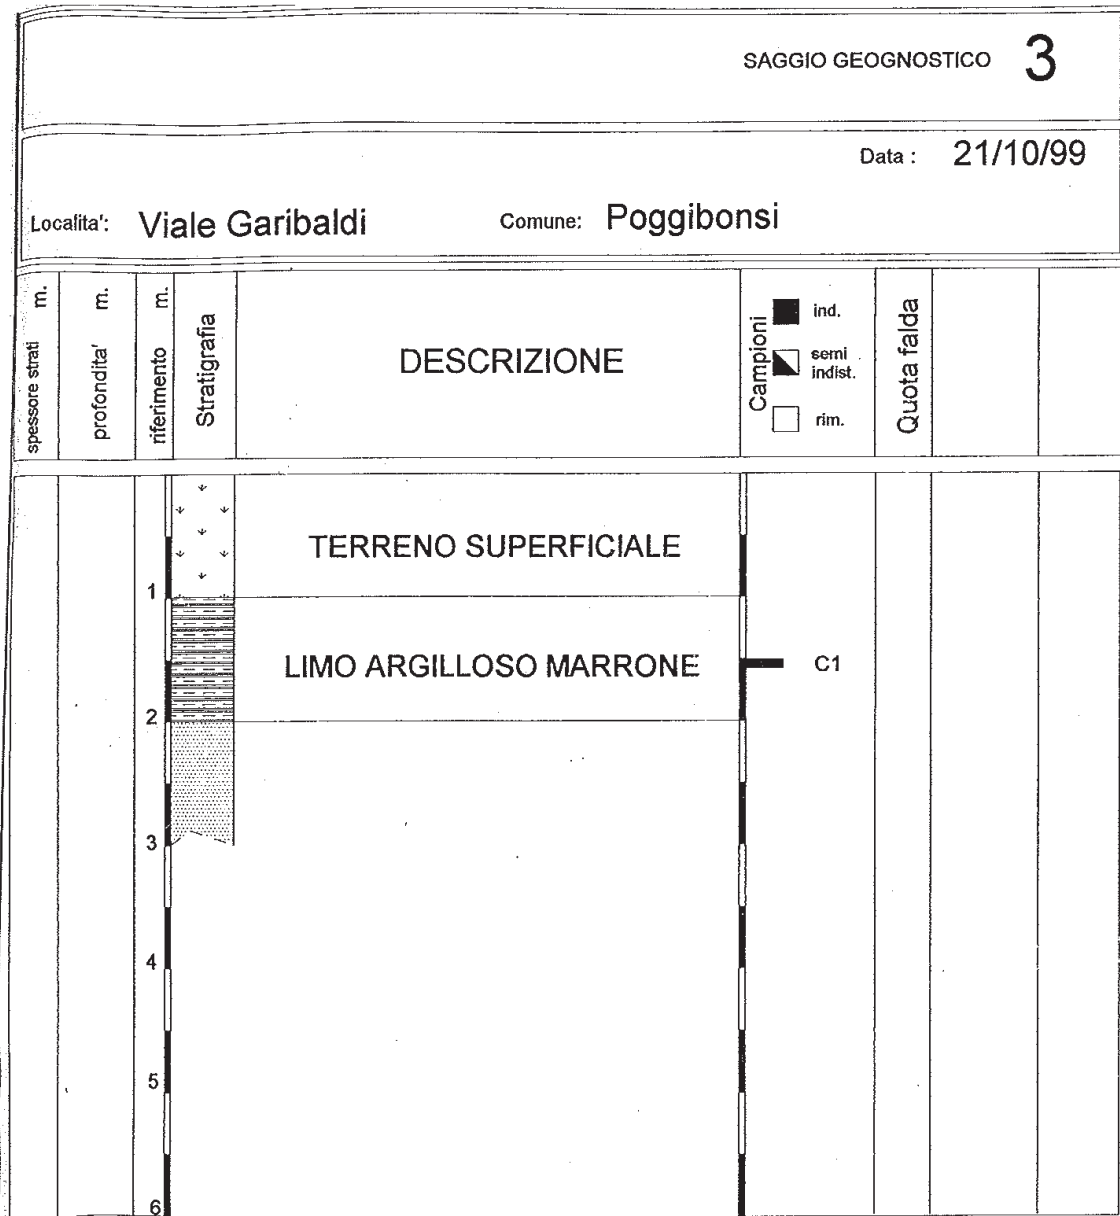 SAGGIO GEOGNOSTICO 3
Data : 21/10/99
Localita': Viale Garibaldi Comune: Poggibonsi
spessore strati m.
profondita' m.
riferimento m.
Stratigrafia
DESCRIZIONE
Campioni
ind.
semi indist.
rim.
Quota falda
TERRENO SUPERFICIALE
1
LIMO ARGILLOSO MARRONE C1
2
3
4
5
6